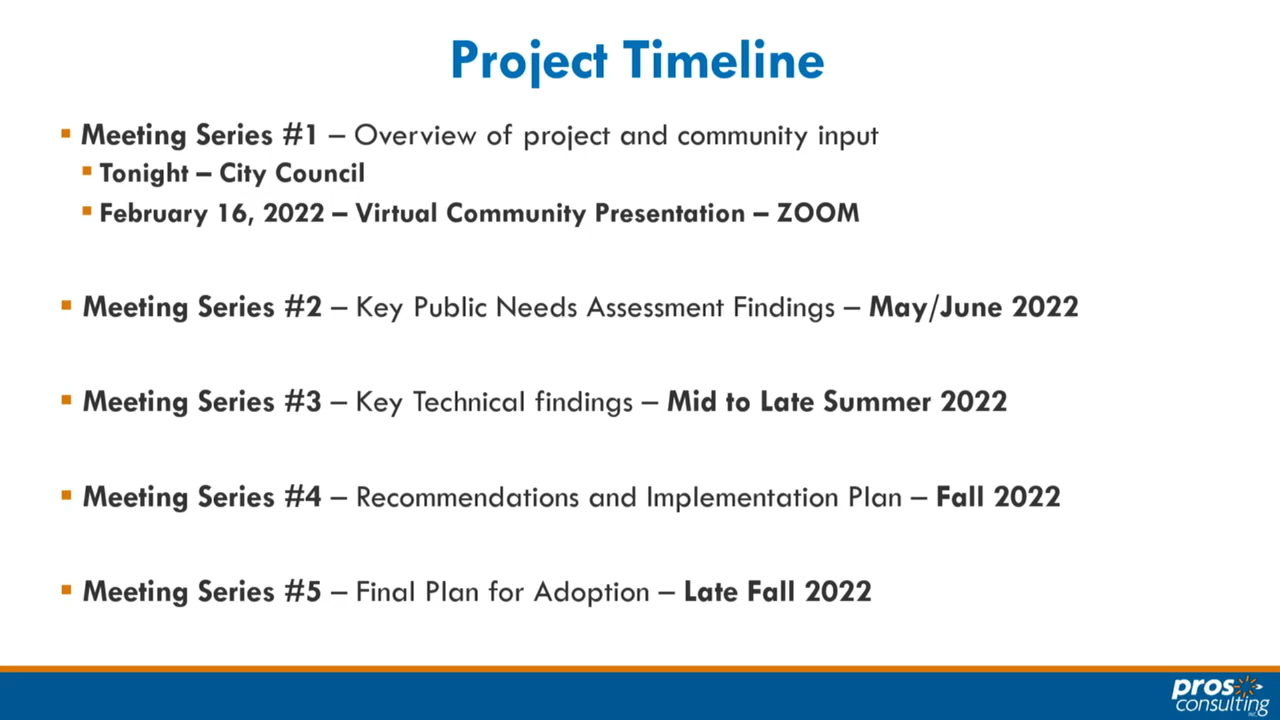 Project Timeline
▪ Meeting Series #1 – Overview of project and community input
▪ Tonight – City Council
▪ February 16, 2022 – Virtual Community Presentation – ZOOM
▪ Meeting Series #2 – Key Public Needs Assessment Findings – May/June 2022
▪ Meeting Series #3 – Key Technical findings – Mid to Late Summer 2022
▪ Meeting Series #4 – Recommendations and Implementation Plan – Fall 2022
▪ Meeting Series #5 – Final Plan for Adoption – Late Fall 2022
pros
consulting
INC.